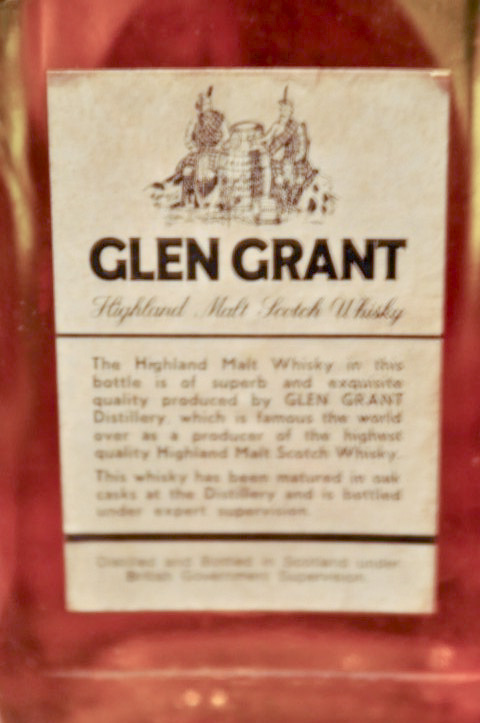 GLEN GRANT
Highland Malt Scotch Whisky
The Highland Malt Whisky in this
bottle is of superb and exquisite
quality produced by GLEN GRANT
Distillery, which is famous the world
over as a producer of the highest
quality Highland Malt Scotch Whisky.
This whisky has been matured in oak
casks at the Distillery and is bottled
under expert supervision.
Distilled and Bottled in Scotland under
British Government Supervision.